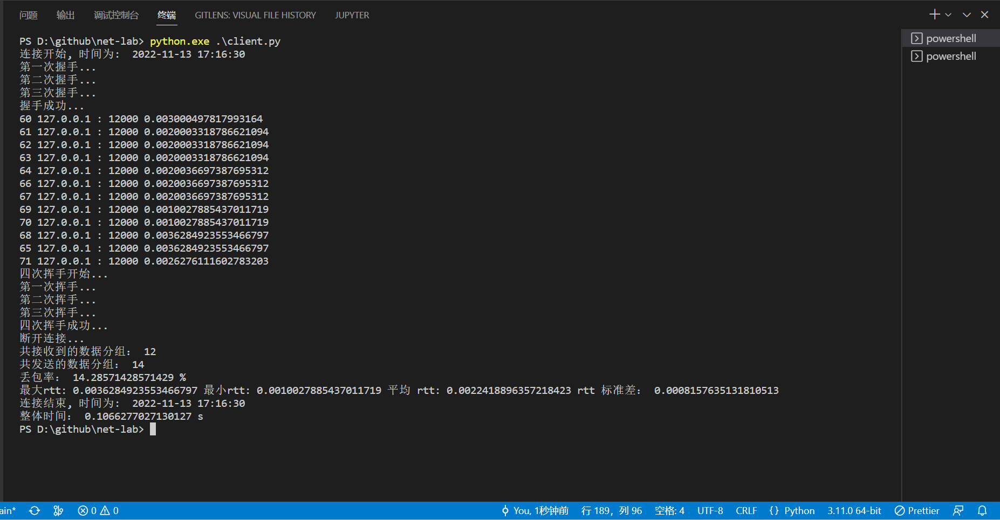 问题 输出 调试控制台 终端 GITLENS: VISUAL FILE HISTORY JUPYTER
PS D:\github\net-lab> python.exe .\client.py
连接开始, 时间为: 2022-11-13 17:16:30
第一次握手...
第二次握手...
第三次握手...
握手成功...
60 127.0.0.1 : 12000 0.003000497817993164
61 127.0.0.1 : 12000 0.0020003318786621094
62 127.0.0.1 : 12000 0.0020003318786621094
63 127.0.0.1 : 12000 0.0020003318786621094
64 127.0.0.1 : 12000 0.0020036697387695312
66 127.0.0.1 : 12000 0.0020036697387695312
67 127.0.0.1 : 12000 0.0020036697387695312
69 127.0.0.1 : 12000 0.0010027885437011719
70 127.0.0.1 : 12000 0.0010027885437011719
68 127.0.0.1 : 12000 0.0036284923553466797
65 127.0.0.1 : 12000 0.0036284923553466797
71 127.0.0.1 : 12000 0.0026276111602783203
四次挥手开始...
第一次挥手...
第二次挥手...
第三次挥手...
四次挥手成功...
断开连接...
共接收到的数据分组: 12
共发送的数据分组: 14
丢包率: 14.28571428571429 %
最大rtt: 0.0036284923553466797 最小rtt: 0.0010027885437011719 平均 rtt: 0.0022418896357218423 rtt 标准差: 0.0008157635131810513
连接结束, 时间为: 2022-11-13 17:16:30
整体时间: 0.1066277027130127 s
PS D:\github\net-lab>
powershell
powershell
ain* 0 0 You, 1秒钟前 行 189, 列 96 空格: 4 UTF-8 CRLF {} Python 3.11.0 64-bit Prettier